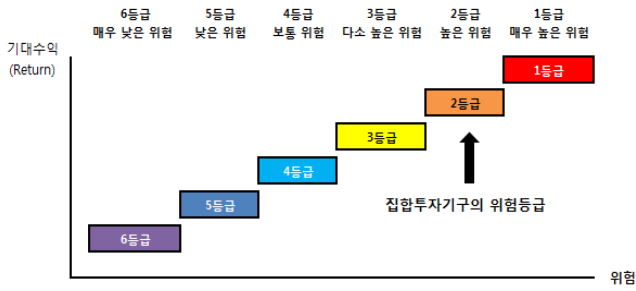 6등급 5등급 4등급 3등급 2등급 1등급
매우 낮은 위험 낮은 위험 보통 위험 다소 높은 위험 높은 위험 매우 높은 위험
기대수익
(Return)
1등급
2등급
3등급
4등급
5등급
6등급
집합투자기구의 위험등급
위험